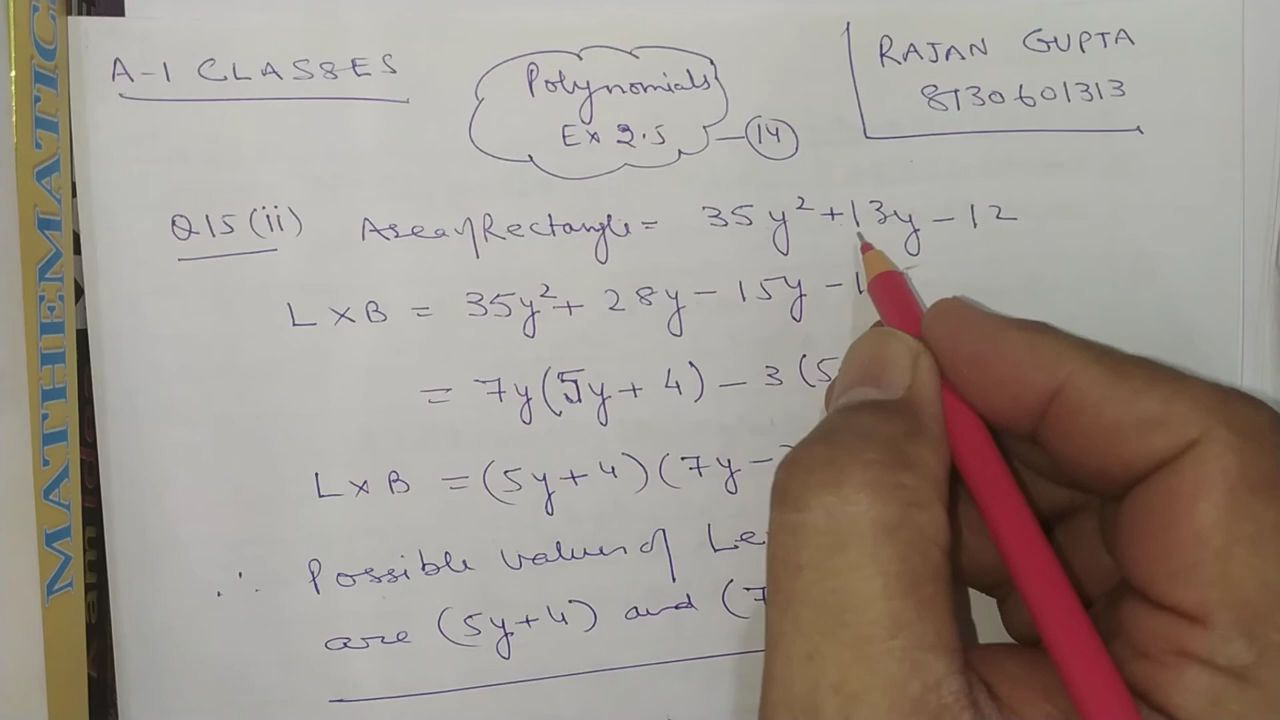 MATHEMATIC
A-1 CLASSES
Polynomials
Ex 2.5
14
RAJAN GUPTA
8130601313
Q15(ii) Area of Rectangle = 35y² + 13y - 12
L x B = 35y² + 28y - 15y - 1
= 7y(5y + 4) - 3(5
L x B = (5y + 4)(7y -
∴ Possible values of Le
are (5y+4) and (7